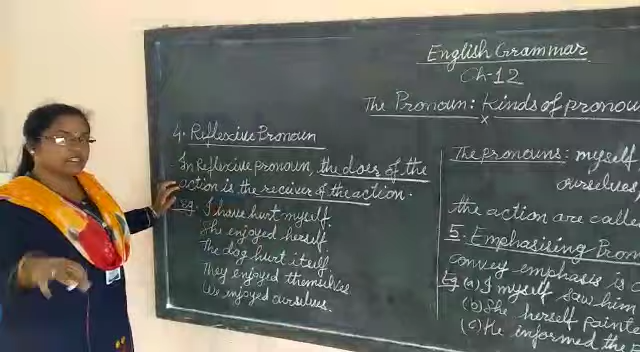 English Grammar
Ch-12
The Pronoun: Kinds of pronou
4. Reflexive Pronoun
In Reflexive pronoun, the doer of the
action is the receiver of the action.
eg: I have hurt myself.
She enjoyed herself
The dog hurt itself
They enjoyed themselves
We enjoyed ourselves.
The pronouns: myself,
ourselves,
the action are calle
5. Emphasising Pron
convey emphasis is c
Eg (a) I myself saw him
(b) She herself painte
(c) He informed the